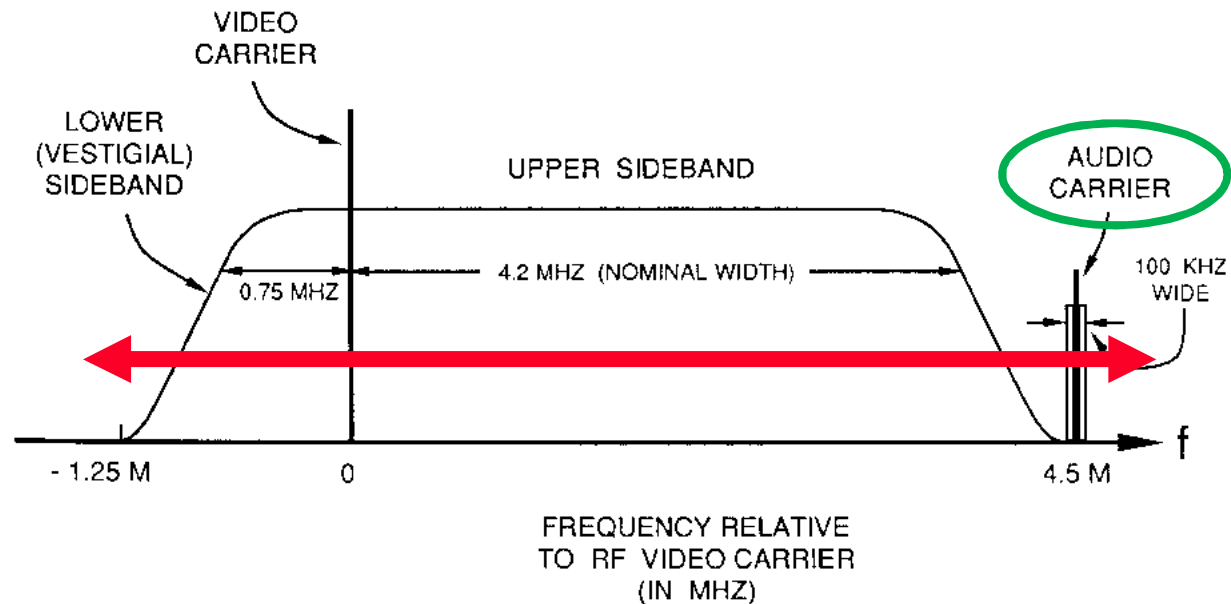 VIDEO
CARRIER
LOWER
(VESTIGIAL)
SIDEBAND
UPPER SIDEBAND
AUDIO
CARRIER
0.75 MHZ
4.2 MHZ (NOMINAL WIDTH)
100 KHZ
WIDE
f
- 1.25 M
0
4.5 M
FREQUENCY RELATIVE
TO RF VIDEO CARRIER
(IN MHZ)